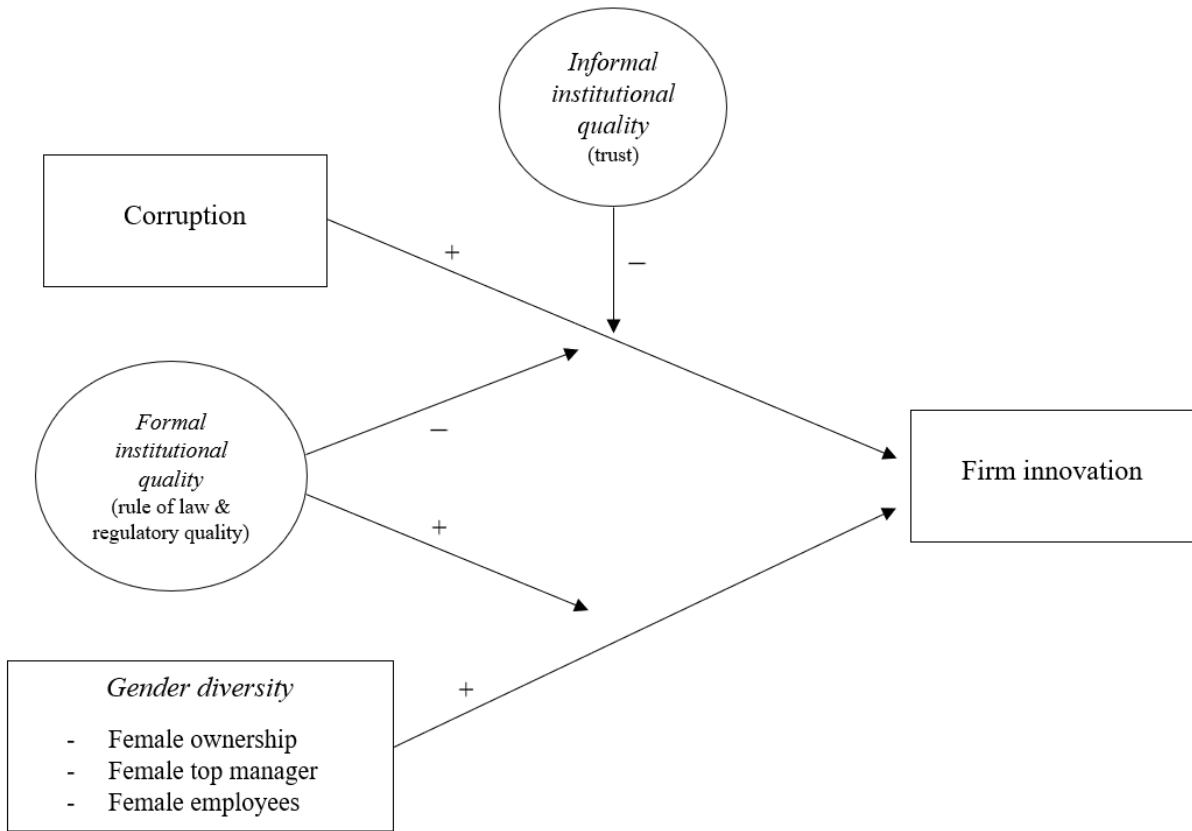 Informal
institutional
quality
(trust)
Corruption
+
–
Formal
institutional
quality
(rule of law &
regulatory quality)
–
+
Firm innovation
Gender diversity
- Female ownership
- Female top manager
- Female employees
+